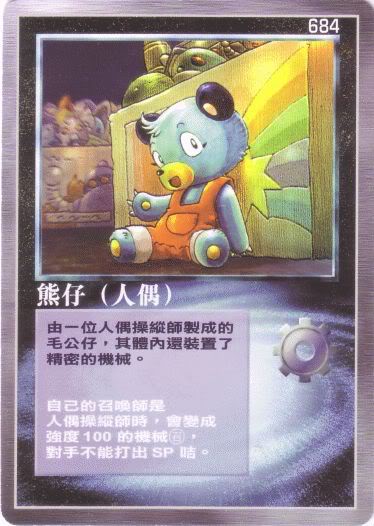 684
熊仔（人偶）
由一位人偶操縱師製成的
毛公仔，其體內還裝置了
精密的機械。
自己的召喚師是
人偶操縱師時，會變成
強度 100 的機械
對手不能打出 SP 咭。